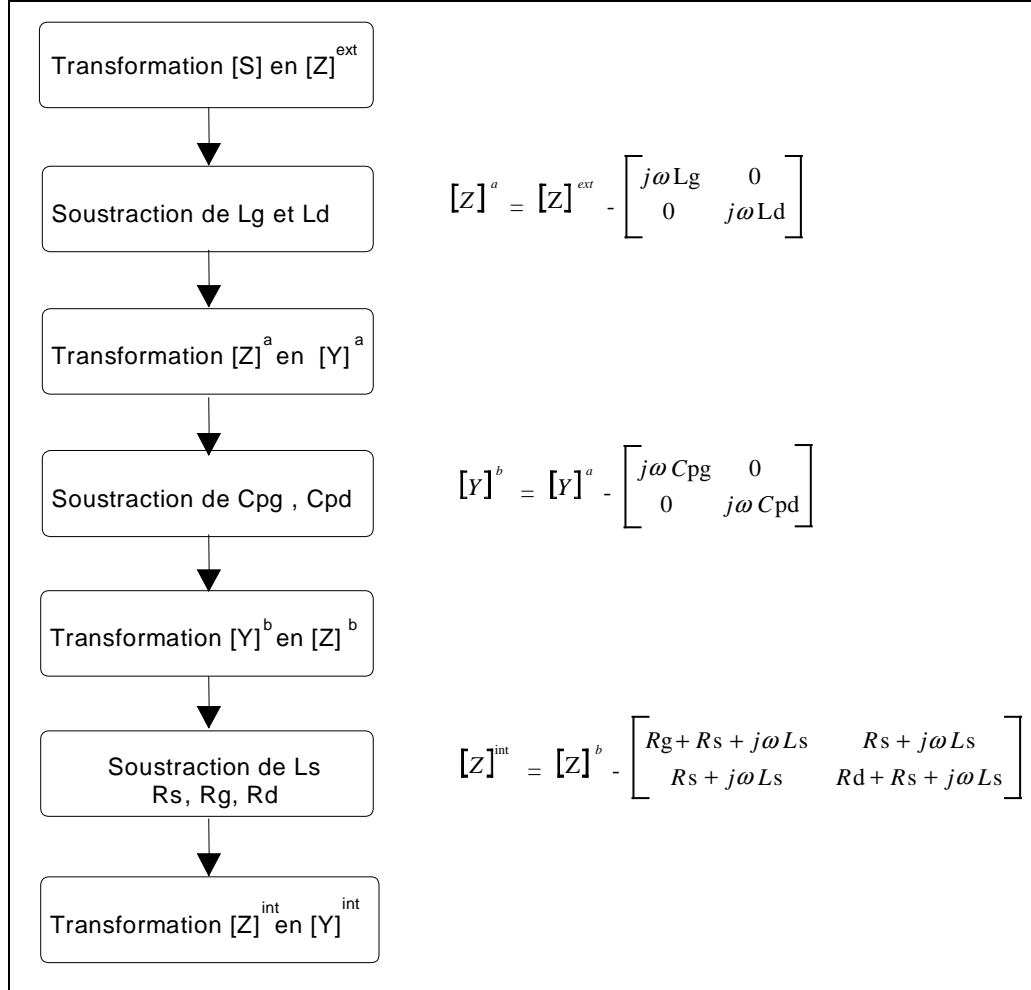 Transformation [S] en [Z]^ext
Soustraction de Lg et Ld
[Z]^a = [Z]^ext - [jωLg 0
0 jωLd]
Transformation [Z]^a en [Y]^a
Soustraction de Cpg , Cpd
[Y]^b = [Y]^a - [jωCpg 0
0 jωCpd]
Transformation [Y]^b en [Z]^b
Soustraction de Ls
Rs, Rg, Rd
[Z]^int = [Z]^b - [Rg + Rs + jωLs Rs + jωLs
Rs + jωLs Rd + Rs + jωLs]
Transformation [Z]^int en [Y]^int